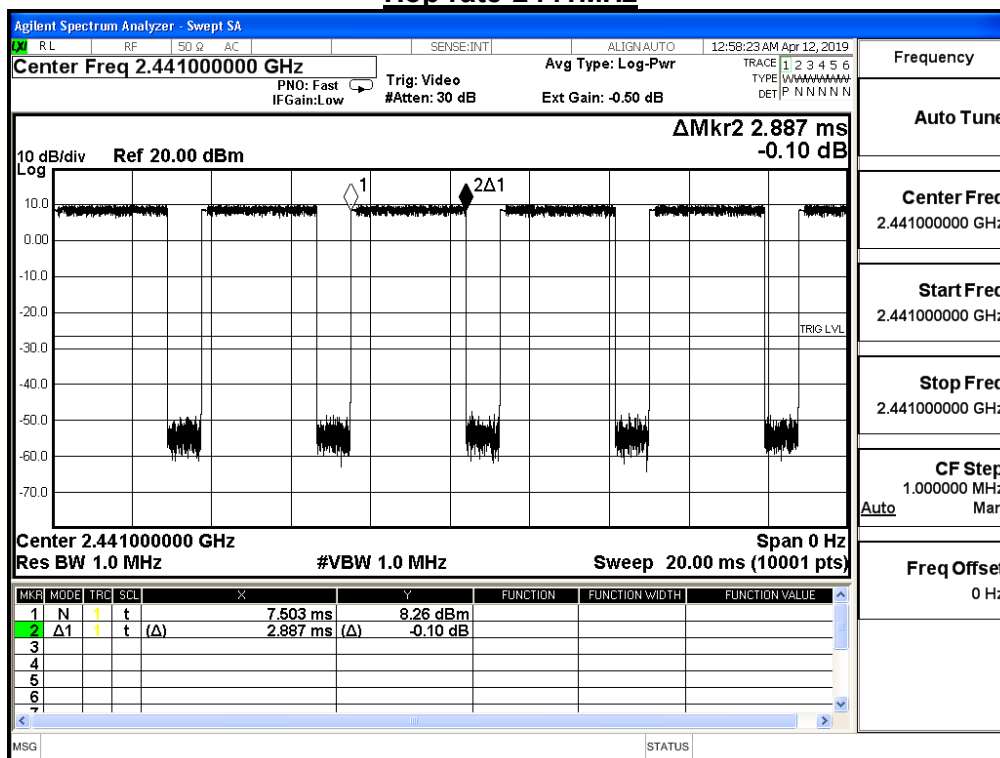 Agilent Spectrum Analyzer - Swept SA
LXI RL RF 50 Ω AC SENSE:INT ALIGN AUTO 12:58:23 AM Apr 12, 2019
Center Freq 2.441000000 GHz
PNO: Fast
IFGain:Low
Trig: Video
#Atten: 30 dB
Avg Type: Log-Pwr
Ext Gain: -0.50 dB
TRACE 1 2 3 4 5 6
TYPE
DET P N N N N N
ΔMkr2 2.887 ms
-0.10 dB
10 dB/div Ref 20.00 dBm
Log
10.0
0.00
-10.0
-20.0
-30.0
-40.0
-50.0
-60.0
-70.0
1
2Δ1
TRIG LVL
Center 2.441000000 GHz Span 0 Hz
Res BW 1.0 MHz #VBW 1.0 MHz Sweep 20.00 ms (10001 pts)
MKR MODE TRC SCL X Y FUNCTION FUNCTION WIDTH FUNCTION VALUE
1 N 1 t 7.503 ms 8.26 dBm
2 Δ1 1 t (Δ) 2.887 ms (Δ) -0.10 dB
3
4
5
6
7
MSG STATUS
Frequency
Auto Tune
Center Freq
2.441000000 GHz
Start Freq
2.441000000 GHz
Stop Freq
2.441000000 GHz
CF Step
1.000000 MHz
Auto Man
Freq Offset
0 Hz